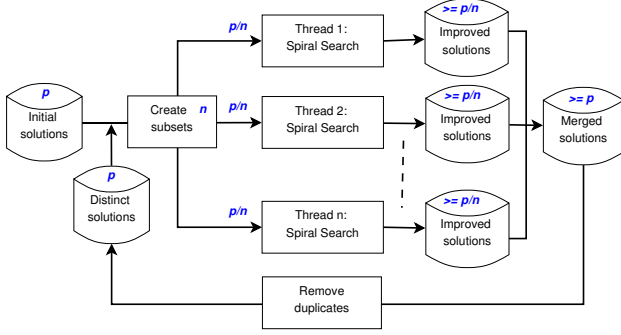 p
Initial
solutions
Create
subsets
n
p/n
Thread 1:
Spiral Search
>= p/n
Improved
solutions
p/n
Thread 2:
Spiral Search
>= p/n
Improved
solutions
p/n
Thread n:
Spiral Search
>= p/n
Improved
solutions
>= p
Merged
solutions
Remove
duplicates
p
Distinct
solutions